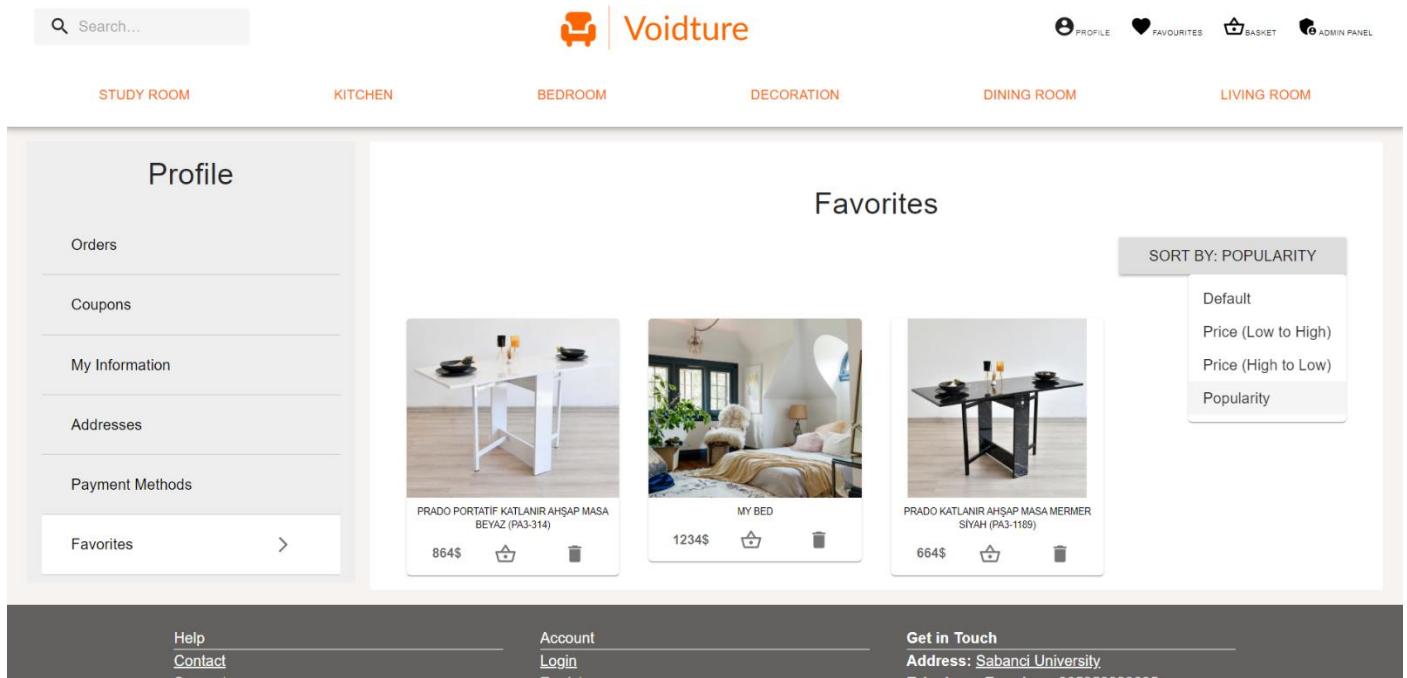 Search...
Voidture
PROFILE
FAVOURITES
BASKET
ADMIN PANEL
STUDY ROOM
KITCHEN
BEDROOM
DECORATION
DINING ROOM
LIVING ROOM
Profile
Orders
Coupons
My Information
Addresses
Payment Methods
Favorites
Favorites
SORT BY: POPULARITY
Default
Price (Low to High)
Price (High to Low)
Popularity
PRADO PORTATİF KATLANIR AHŞAP MASA
BEYAZ (PA3-314)
864$
MY BED
1234$
PRADO KATLANIR AHŞAP MASA MERMER
SİYAH (PA3-1189)
664$
Help
Contact
Account
Login
Get in Touch
Address: Sabanci University